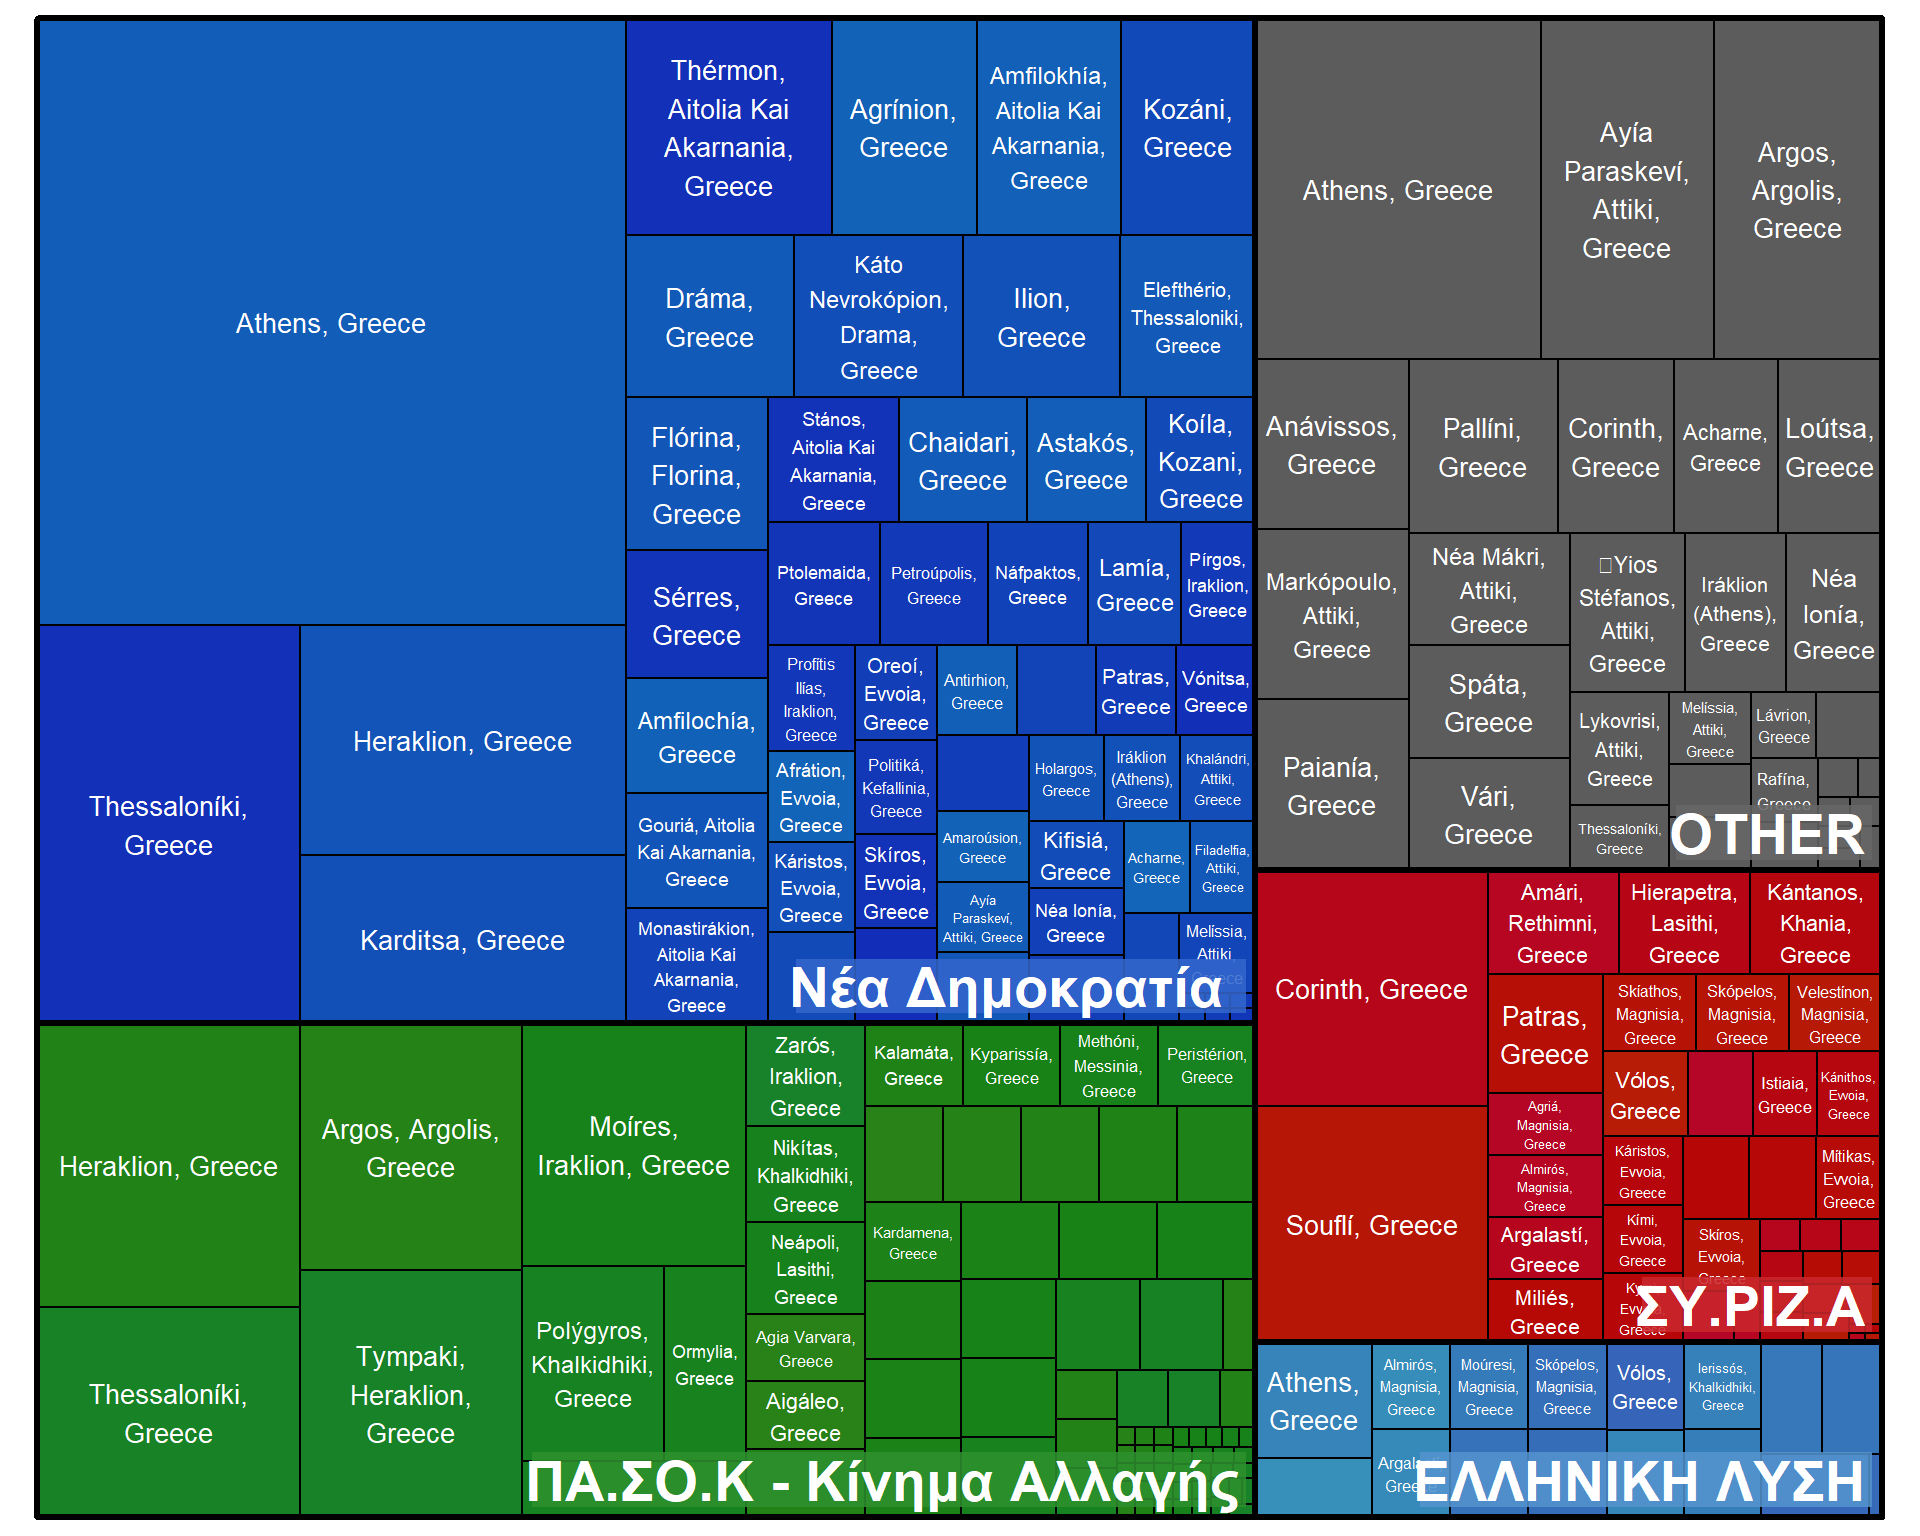 Athens, Greece
Thessaloníki,
Greece
Heraklion, Greece
Karditsa, Greece
Thérmon,
Aitolia Kai
Akarnania,
Greece
Agrínion,
Greece
Amfilokhía,
Aitolia Kai
Akarnania,
Greece
Kozáni,
Greece
Dráma,
Greece
Káto
Nevrokópion,
Drama,
Greece
Ilion,
Greece
Elefthério,
Thessaloniki,
Greece
Flórina,
Florina,
Greece
Sérres,
Greece
Amfilochía,
Greece
Gouriá, Aitolia
Kai Akarnania,
Greece
Monastirákion,
Aitolia Kai
Akarnania,
Greece
Stános,
Aitolia Kai
Akarnania,
Greece
Chaidari,
Greece
Astakós,
Greece
Koíla,
Kozani,
Greece
Ptolemaida,
Greece
Petroúpolis,
Greece
Náfpaktos,
Greece
Lamía,
Greece
Pírgos,
Iraklion,
Greece
Profítis
Ilías,
Iraklion,
Greece
Afrátion,
Evvoia,
Greece
Káristos,
Evvoia,
Greece
Oreoí,
Evvoia,
Greece
Politiká,
Kefallinia,
Greece
Skíros,
Evvoia,
Greece
Antirhion,
Greece
Patras,
Greece
Vónitsa,
Greece
Amaroúsion,
Greece
Ayía
Paraskeví,
Attiki, Greece
Holargos,
Greece
Iráklion
(Athens),
Greece
Khalándri,
Attiki,
Greece
Kifisiá,
Greece
Néa Ionía,
Greece
Acharne,
Greece
Filadelfia,
Attiki,
Greece
Melíssia,
Attiki,
Greece
Νέα Δημοκρατία
Athens, Greece
Ayía
Paraskeví,
Attiki,
Greece
Argos,
Argolis,
Greece
Anávissos,
Greece
Markópoulo,
Attiki,
Greece
Paianía,
Greece
Pallíni,
Greece
Corinth,
Greece
Acharne,
Greece
Loútsa,
Greece
Néa Mákri,
Attiki,
Greece
Spáta,
Greece
Vári,
Greece
Yios
Stéfanos,
Attiki,
Greece
Iráklion
(Athens),
Greece
Néa
Ionía,
Greece
Lykovrisi,
Attiki,
Greece
Thessaloníki,
Greece
Melíssia,
Attiki,
Greece
Lávrion,
Greece
Rafína,
Greece
OTHER
Heraklion, Greece
Thessaloníki,
Greece
Argos, Argolis,
Greece
Tympaki,
Heraklion,
Greece
Moíres,
Iraklion, Greece
Polýgyros,
Khalkidhiki,
Greece
Ormylia,
Greece
Zarós,
Iraklion,
Greece
Nikítas,
Khalkidhiki,
Greece
Neápoli,
Lasithi,
Greece
Agia Varvara,
Greece
Aigáleo,
Greece
Kalamáta,
Greece
Kyparissía,
Greece
Methóni,
Messinia,
Greece
Peristérion,
Greece
Kardamena,
Greece
ΠΑ.ΣΟ.Κ - Κίνημα Αλλαγής
Corinth, Greece
Souflí, Greece
Amári,
Rethimni,
Greece
Hierapetra,
Lasithi,
Greece
Kántanos,
Khania,
Greece
Patras,
Greece
Agriá,
Magnisia,
Greece
Almirós,
Magnisia,
Greece
Argalastí,
Greece
Miliés,
Greece
Skíathos,
Magnisia,
Greece
Skópelos,
Magnisia,
Greece
Velestínon,
Magnisia,
Greece
Vólos,
Greece
Istiaia,
Greece
Kánithos,
Evvoia,
Greece
Káristos,
Evvoia,
Greece
Kími,
Evvoia,
Greece
Greece
Mítikas,
Evvoia,
Greece
Skíros,
Evvoia,
Greece
ΣΥ.ΡΙΖ.Α
Athens,
Greece
Almirós,
Magnisia,
Greece
Moúresi,
Magnisia,
Greece
Skópelos,
Magnisia,
Greece
Vólos,
Greece
Ierissós,
Khalkidhiki,
Greece
ΕΛΛΗΝΙΚΗ ΛΥΣΗ